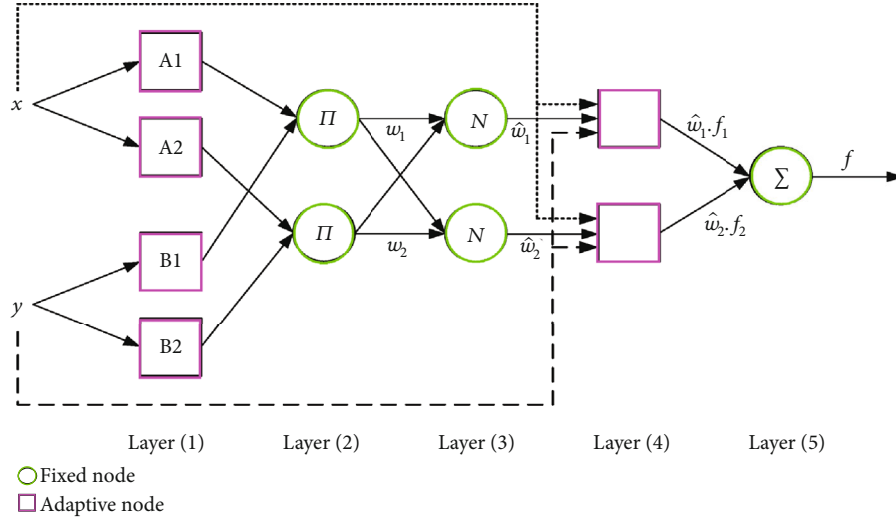 x
A1
A2
B1
y
B2
Π
Π
w₁
w₂
N
N
ŵ₁
ŵ₂
ŵ₁.f₁
ŵ₂.f₂
Σ
f
Layer (1) Layer (2) Layer (3) Layer (4) Layer (5)
Fixed node
Adaptive node